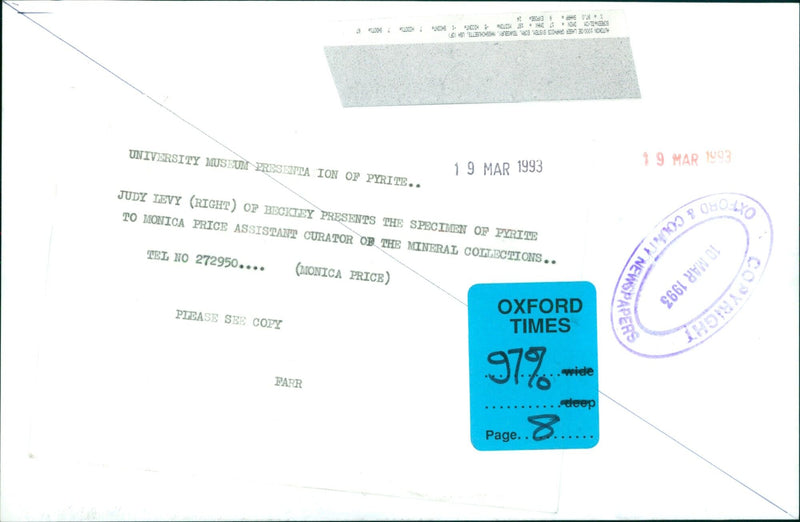 UNIVERSITY MUSEUM PRESENTA ION OF PYRITE..
19 MAR 1993
19 MAR 1993
JUDY LEVY (RIGHT) OF BECKLEY PRESENTS THE SPECIMEN OF PYRITE
TO MONICA PRICE ASSISTANT CURATOR OF THE MINERAL COLLECTIONS..
TEL NO 272950.... (MONICA PRICE)
PLEASE SEE COPY
FARR
COPYRIGHT
OXFORD & COUNTY NEWSPAPERS
10 MAR 1993
OXFORD
TIMES
97% wide
deep
Page..8......